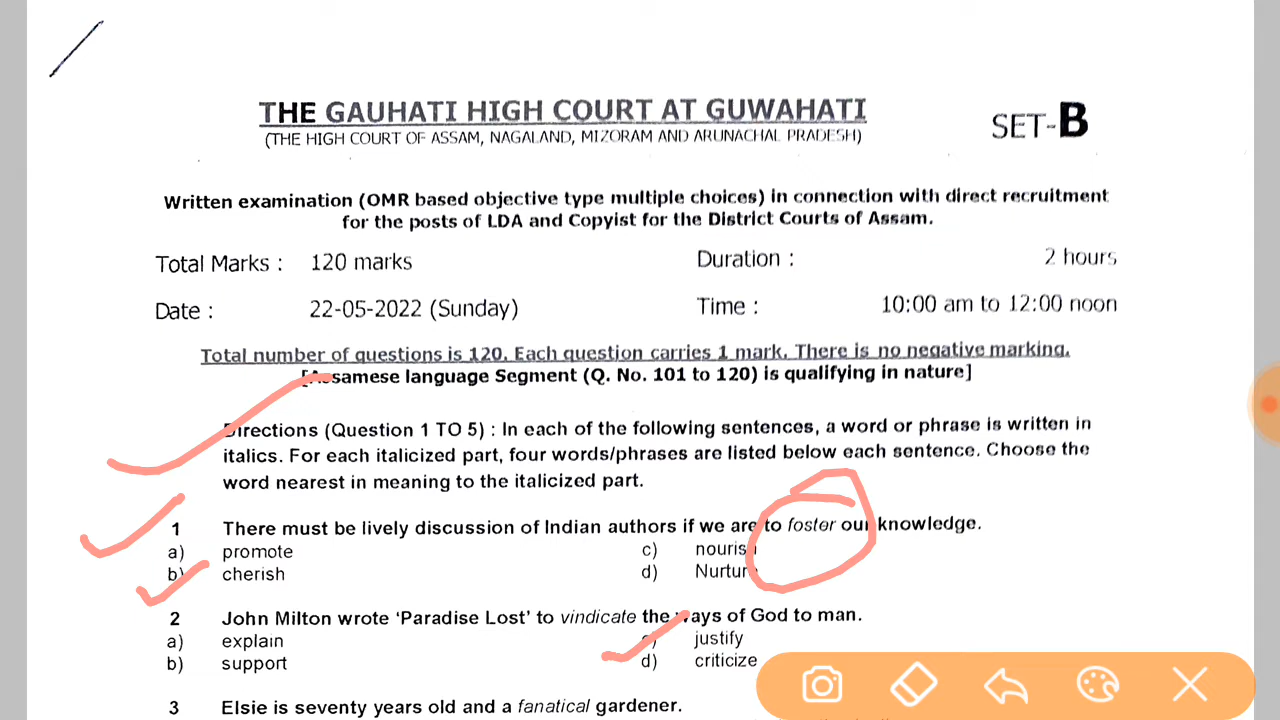 THE GAUHATI HIGH COURT AT GUWAHATI
(THE HIGH COURT OF ASSAM, NAGALAND, MIZORAM AND ARUNACHAL PRADESH)
SET-B
Written examination (OMR based objective type multiple choices) in connection with direct recruitment
for the posts of LDA and Copyist for the District Courts of Assam.
Total Marks : 120 marks Duration : 2 hours
Date : 22-05-2022 (Sunday) Time : 10:00 am to 12:00 noon
Total number of questions is 120. Each question carries 1 mark. There is no negative marking.
[Assamese language Segment (Q. No. 101 to 120) is qualifying in nature]
Directions (Question 1 TO 5) : In each of the following sentences, a word or phrase is written in
italics. For each italicized part, four words/phrases are listed below each sentence. Choose the
word nearest in meaning to the italicized part.
1 There must be lively discussion of Indian authors if we are to foster our knowledge.
a) promote c) nourish
b) cherish d) Nurture
2 John Milton wrote ‘Paradise Lost’ to vindicate the ways of God to man.
a) explain c) justify
b) support d) criticize
3 Elsie is seventy years old and a fanatical gardener.